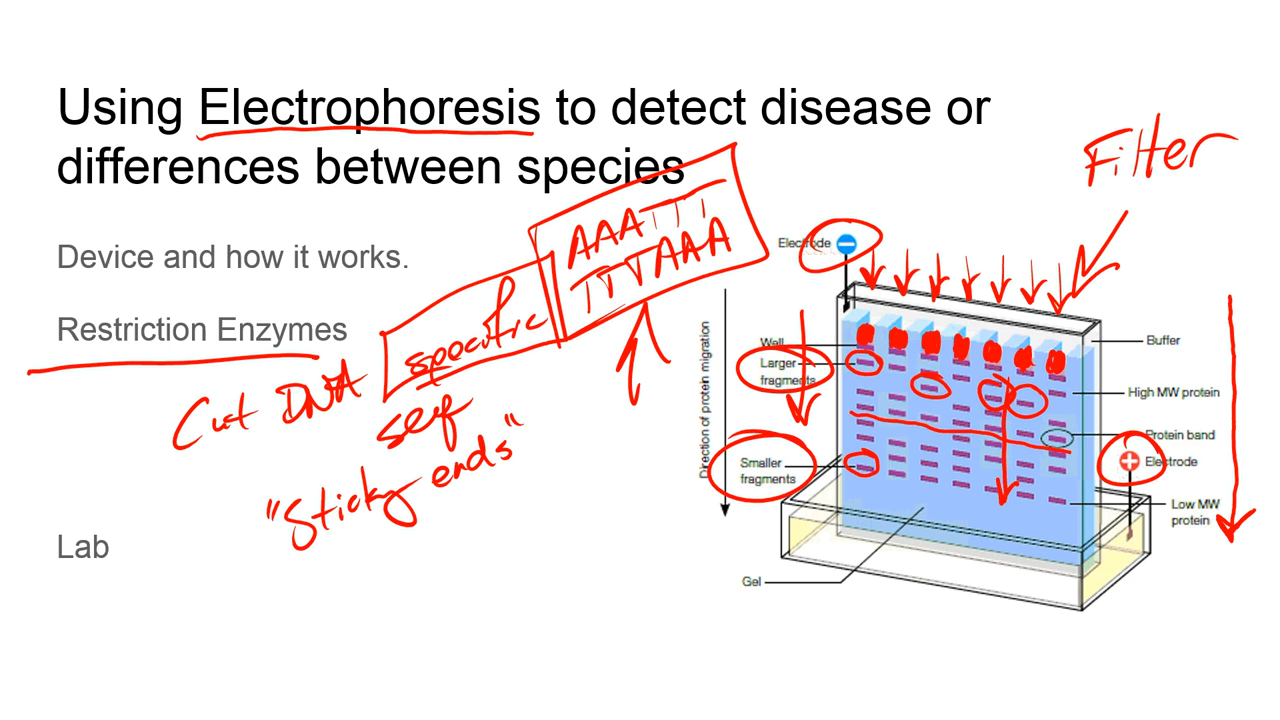 Using Electrophoresis to detect disease or
differences between species
Filter
AAATTT
TTTAAA
Device and how it works.
Restriction Enzymes
specific
Cut DNA
seq
"Sticky ends"
Lab
Electrode
−
Buffer
Well
Larger
fragments
High MW protein
Direction of protein migration
Protein band
+
Electrode
Smaller
fragments
Low MW
protein
Gel